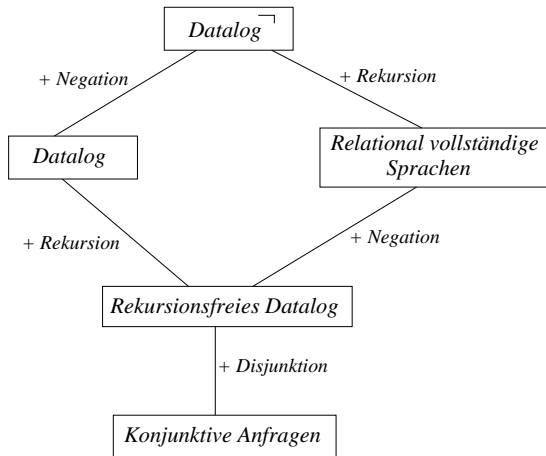 Datalog¬
+ Negation
+ Rekursion
Datalog
Relational vollständige
Sprachen
+ Rekursion
+ Negation
Rekursionsfreies Datalog
+ Disjunktion
Konjunktive Anfragen